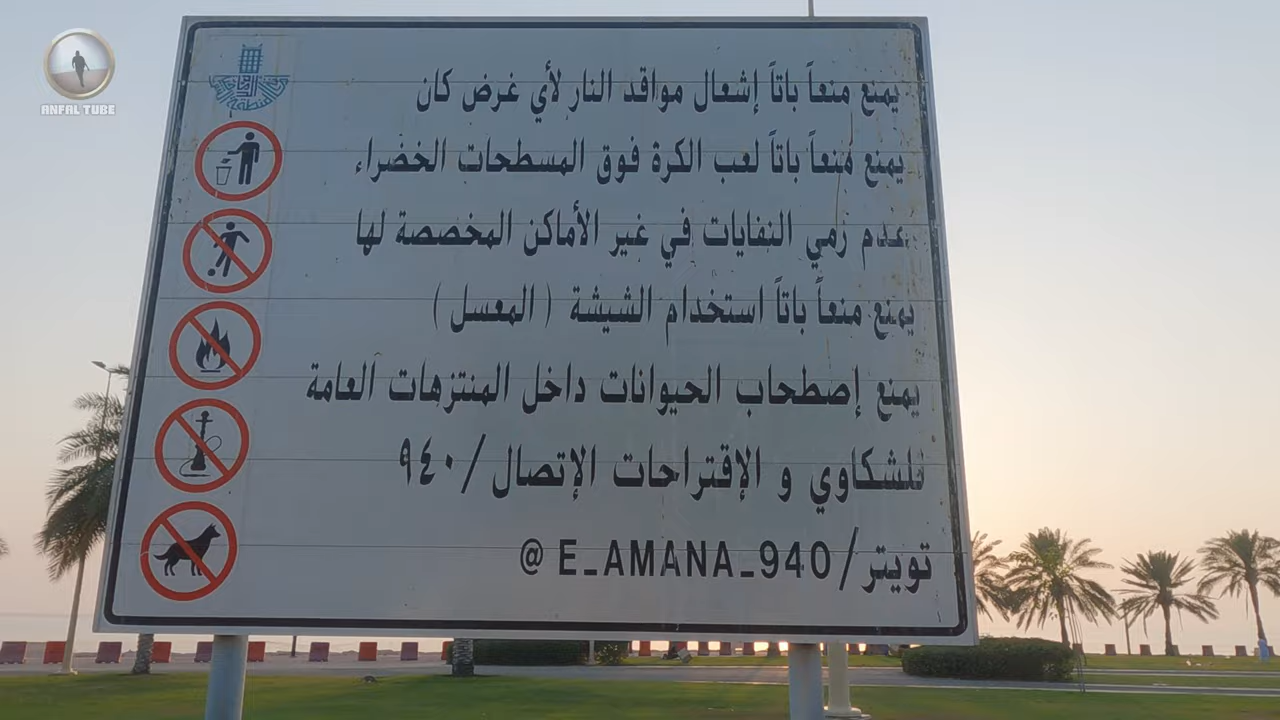 ANFAL TUBE
يمنع منعاً باتاً إشعال مواقد النار لأي غرض كان
يمنع منعاً باتاً لعب الكرة فوق المسطحات الخضراء
عدم رمي النفايات في غير الأماكن المخصصة لها
يمنع منعاً باتاً استخدام الشيشة ( المعسل )
يمنع إصطحاب الحيوانات داخل المنتزهات العامة
للشكاوي و الإقتراحات الإتصال / ٩٤٠
تويتر / @ E_AMANA_940